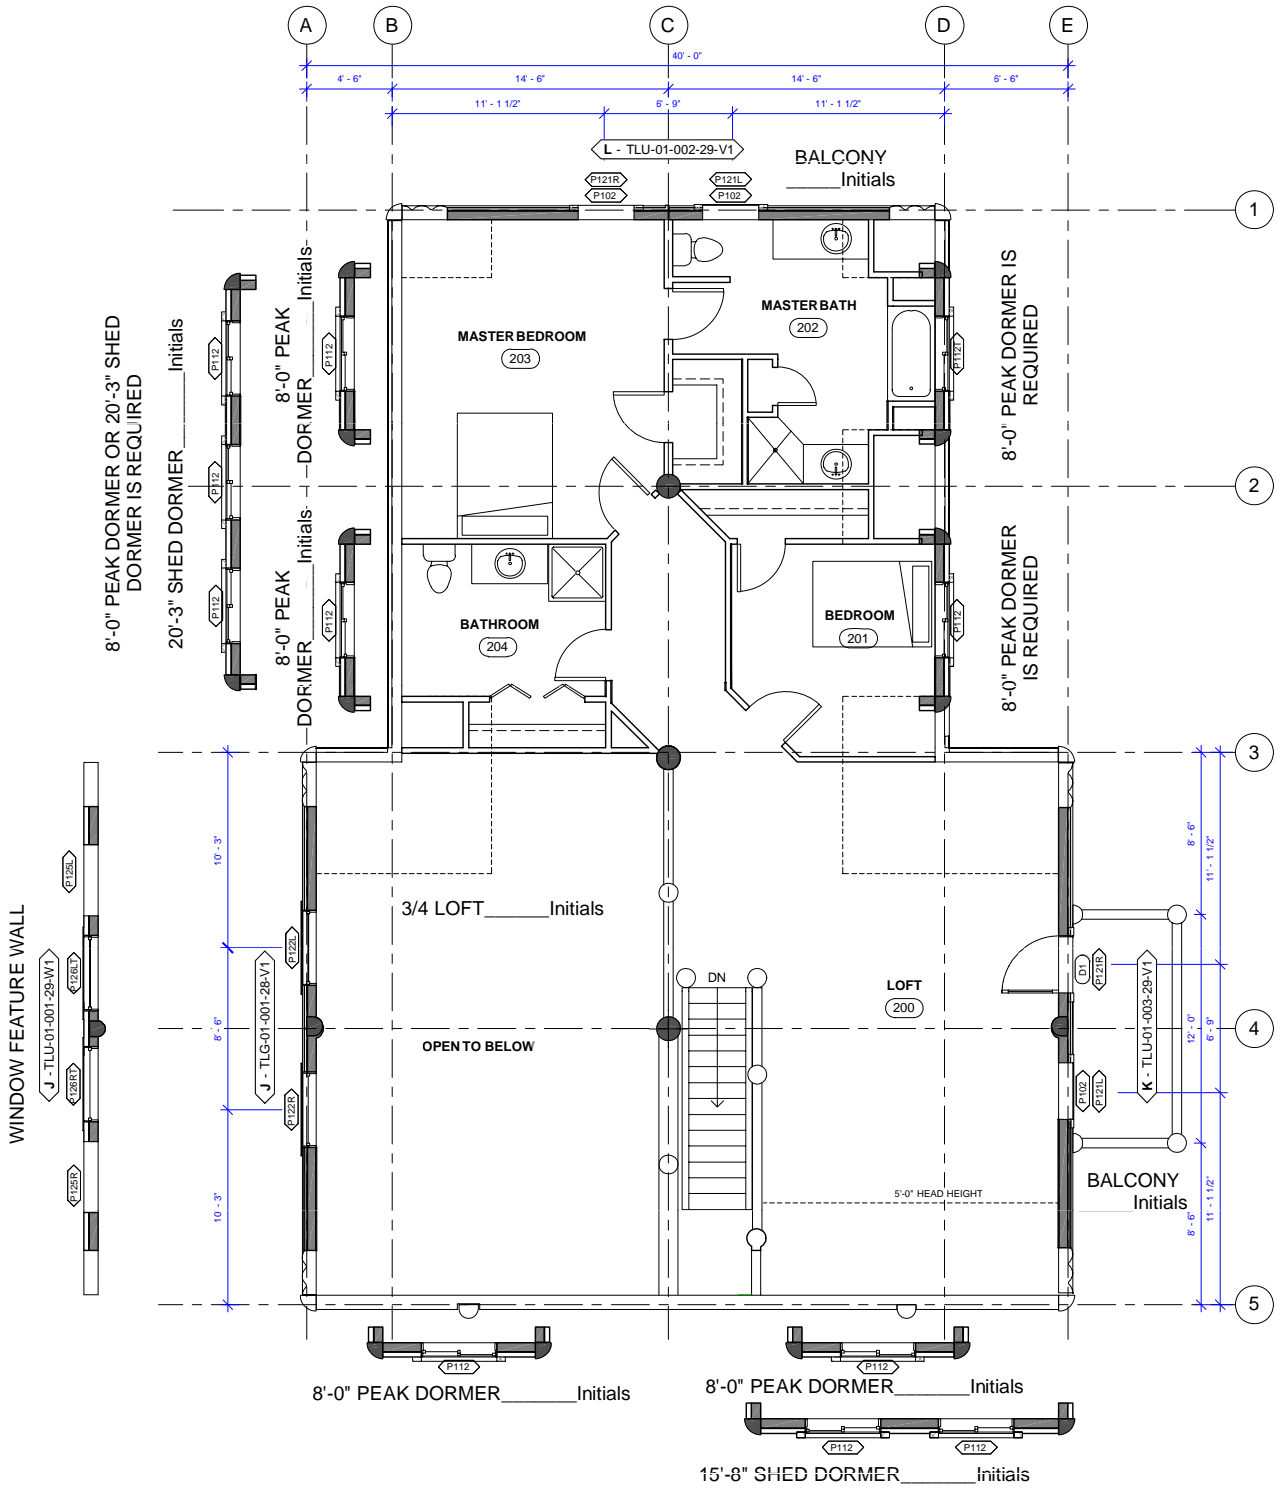 A
B
C
D
E
40' - 0"
4' - 6"
14' - 6"
14' - 6"
6' - 6"
11' - 1 1/2"
6' - 9"
11' - 1 1/2"
L - TLU-01-002-29-V1
BALCONY
______Initials
P121R
P102
P121L
P102
1
2
3
4
5
8'-0" PEAK DORMER OR 20'-3" SHED
DORMER IS REQUIRED
20'-3" SHED DORMER_______Initials
P112
P112
P112
8'-0" PEAK
DORMER______Initials
P112
8'-0" PEAK
DORMER______Initials
P112
MASTER BEDROOM
203
MASTER BATH
202
P112T
8'-0" PEAK DORMER IS
REQUIRED
BATHROOM
204
BEDROOM
201
P112
8'-0" PEAK DORMER
IS REQUIRED
WINDOW FEATURE WALL
J - TLU-01-001-29-W1
P125L
P126LT
P126RT
P125R
10' - 3"
8' - 6"
10' - 3"
J - TLG-01-001-28-V1
P122L
P122R
3/4 LOFT______Initials
OPEN TO BELOW
DN
LOFT
200
5'-0" HEAD HEIGHT
D1
P121R
P102
P121L
K - TLU-01-003-29-V1
8' - 6"
12' - 0"
8' - 6"
11' - 1 1/2"
6' - 9"
11' - 1 1/2"
BALCONY
______Initials
P112
8'-0" PEAK DORMER_______Initials
P112
8'-0" PEAK DORMER_______Initials
P112
P112
15'-8" SHED DORMER_______Initials